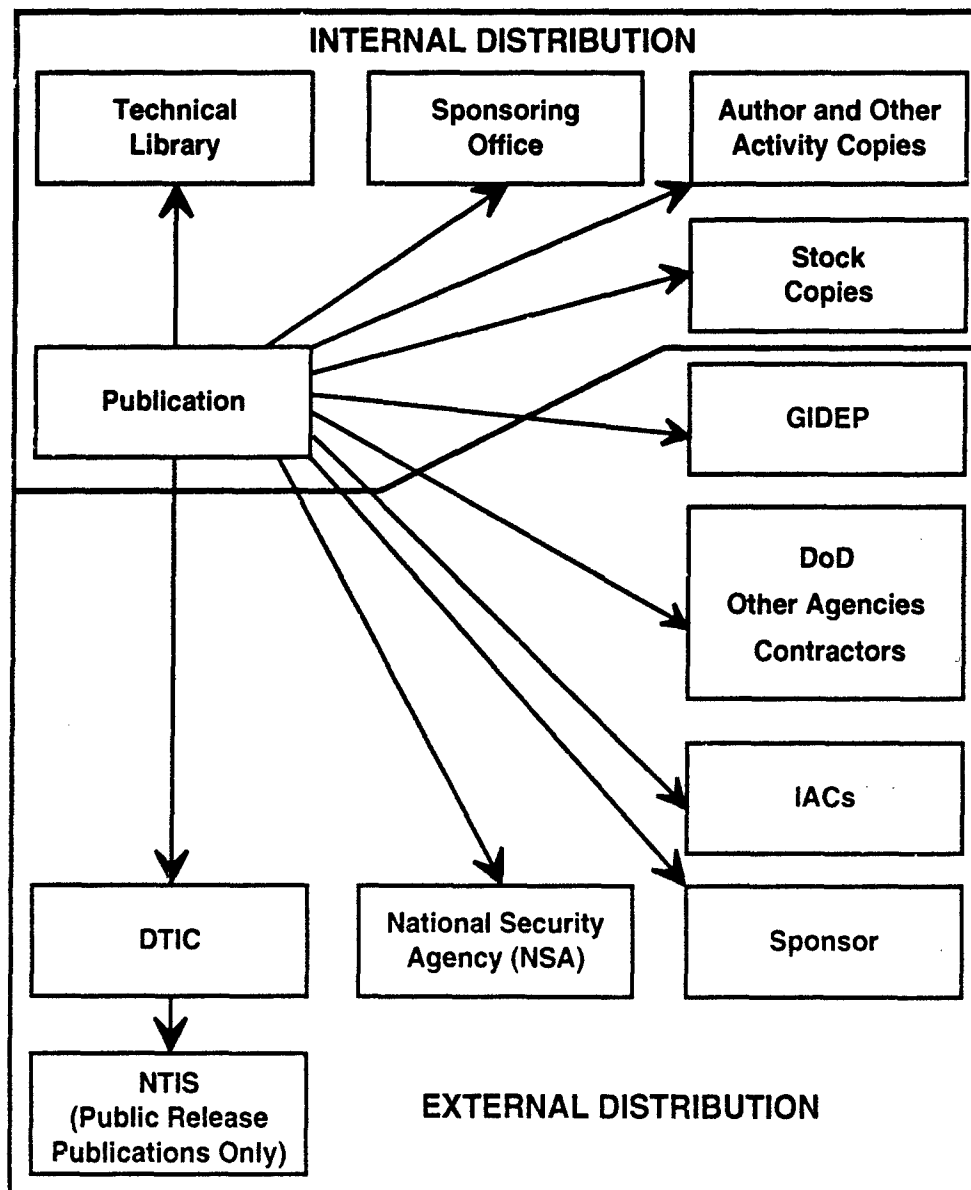 INTERNAL DISTRIBUTION
Technical
Library
Sponsoring
Office
Author and Other
Activity Copies
Stock
Copies
Publication
GIDEP
DoD
Other Agencies
Contractors
IACs
DTIC
National Security
Agency (NSA)
Sponsor
NTIS
(Public Release
Publications Only)
EXTERNAL DISTRIBUTION